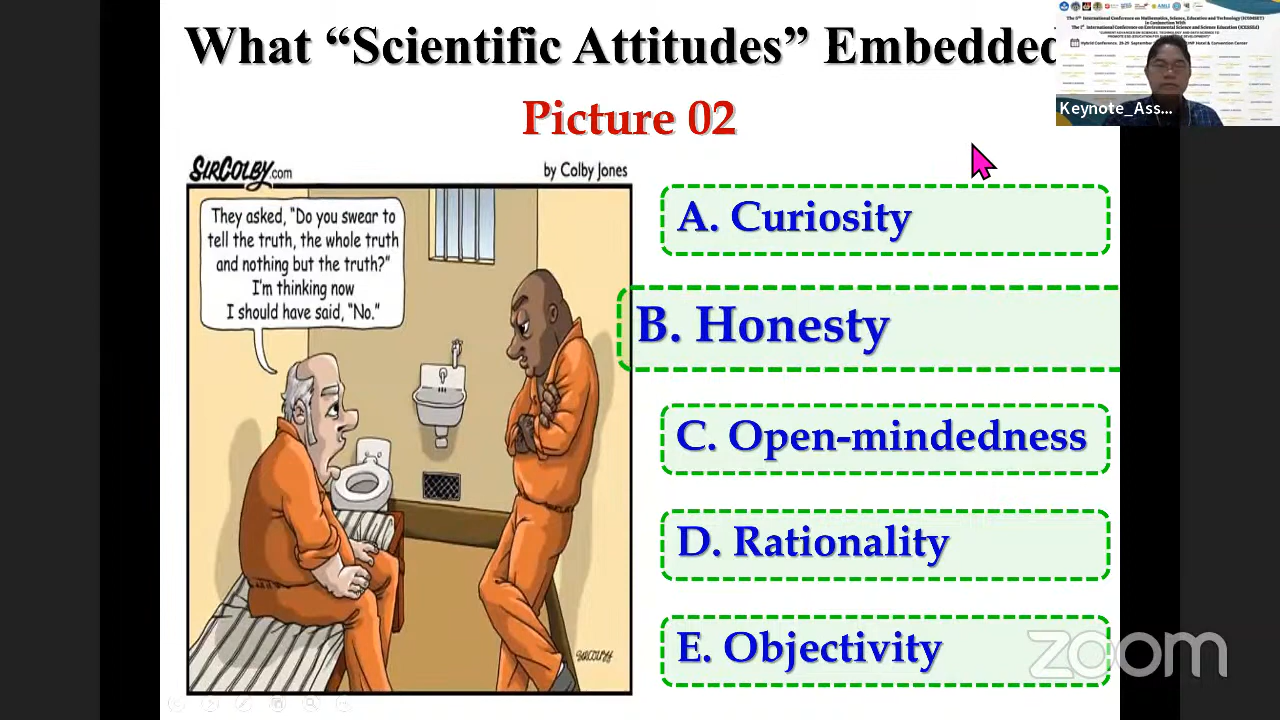 What “Scientific Attitudes” Embedded
Picture 02
SIRCOLBY.com
by Colby Jones
They asked, “Do you swear to
tell the truth, the whole truth
and nothing but the truth?”
I'm thinking now
I should have said, “No.”
A. Curiosity
B. Honesty
C. Open-mindedness
D. Rationality
E. Objectivity
SIRCOLBY
Keynote_Ass...
zoom